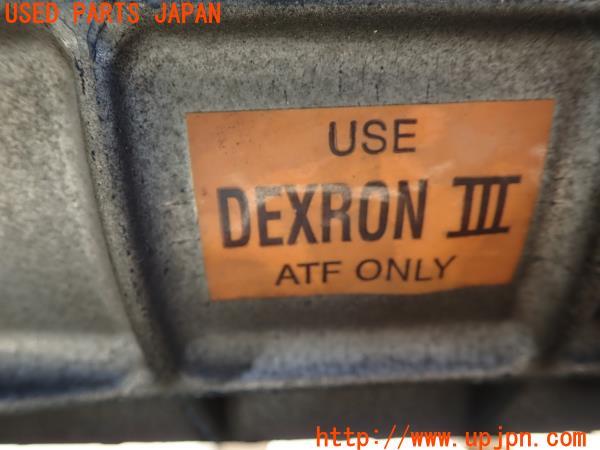 USED PARTS JAPAN
USE
DEXRON III
ATF ONLY
http://www.upjpn.com/